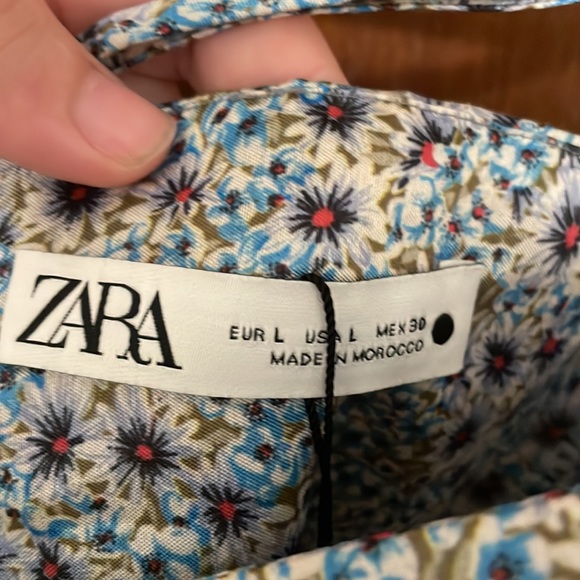 ZARA
EUR L USA L MEX 30
MADE IN MOROCCO